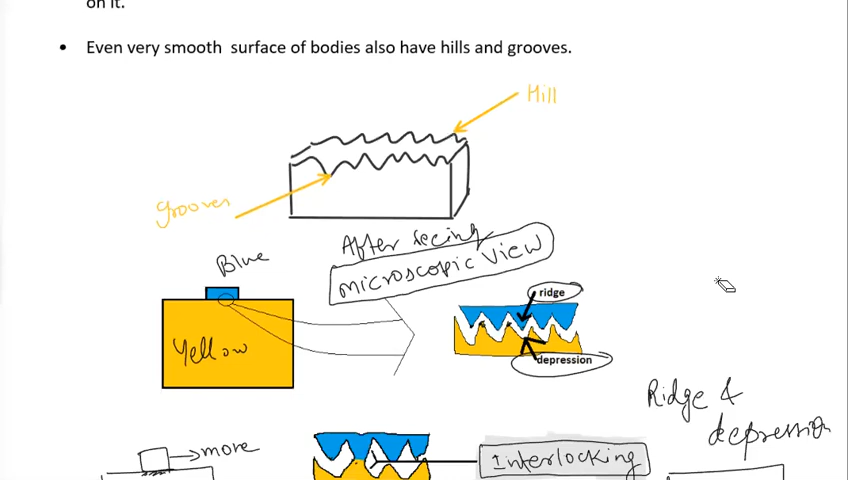 on it.
• Even very smooth surface of bodies also have hills and grooves.
Hill
grooves
After seeing
microscopic view
Blue
ridge
Yellow
depression
Ridge &
depression
more
Interlocking